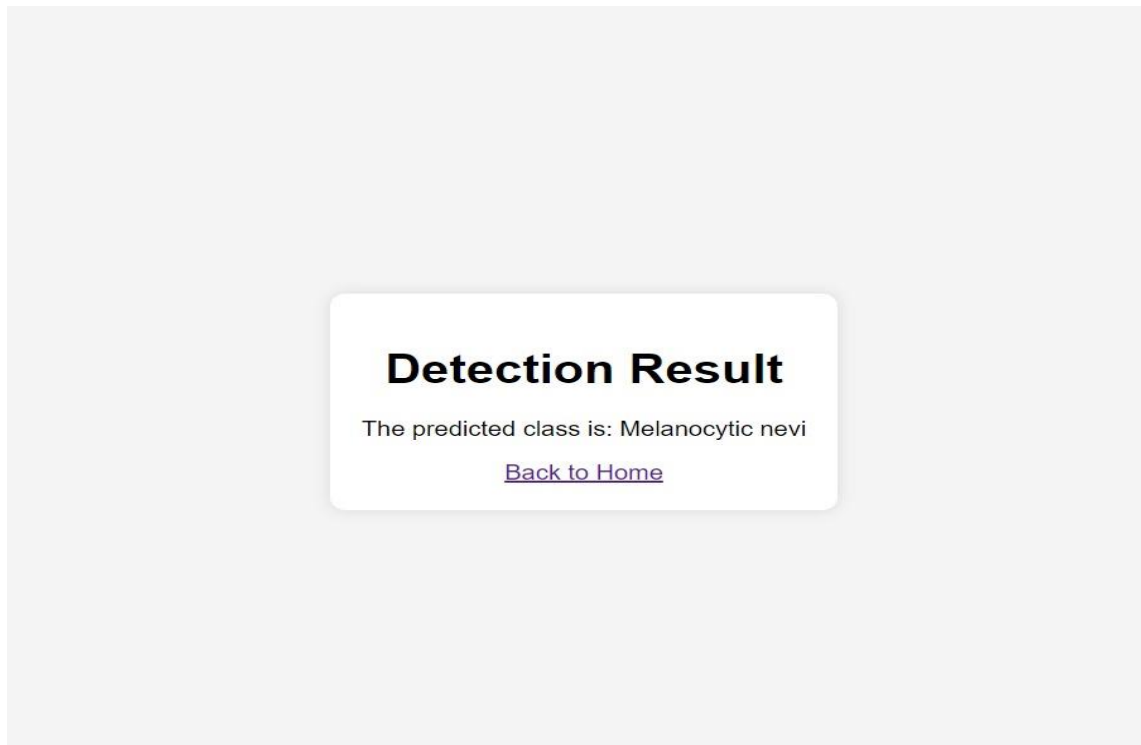 Detection Result
The predicted class is: Melanocytic nevi
Back to Home